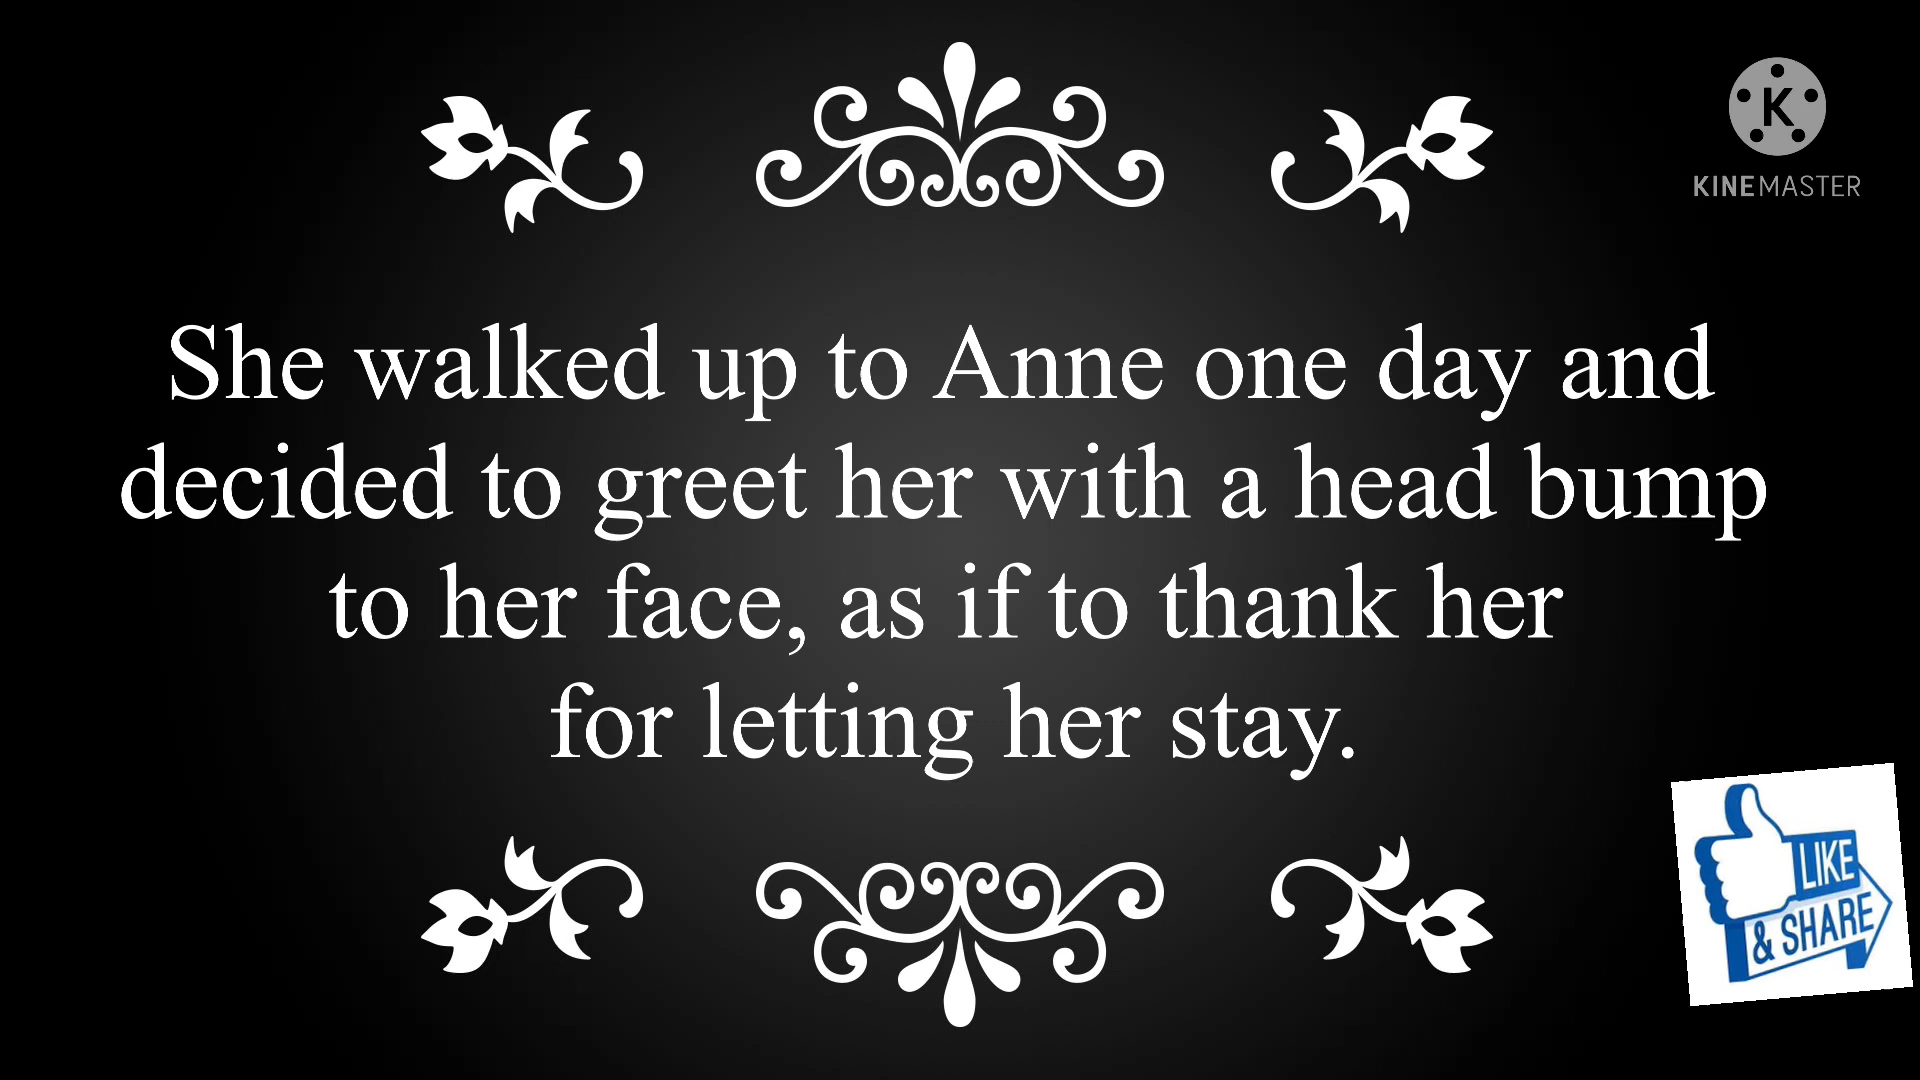 K
KINEMASTER
She walked up to Anne one day and
decided to greet her with a head bump
to her face, as if to thank her
for letting her stay.
LIKE
& SHARE